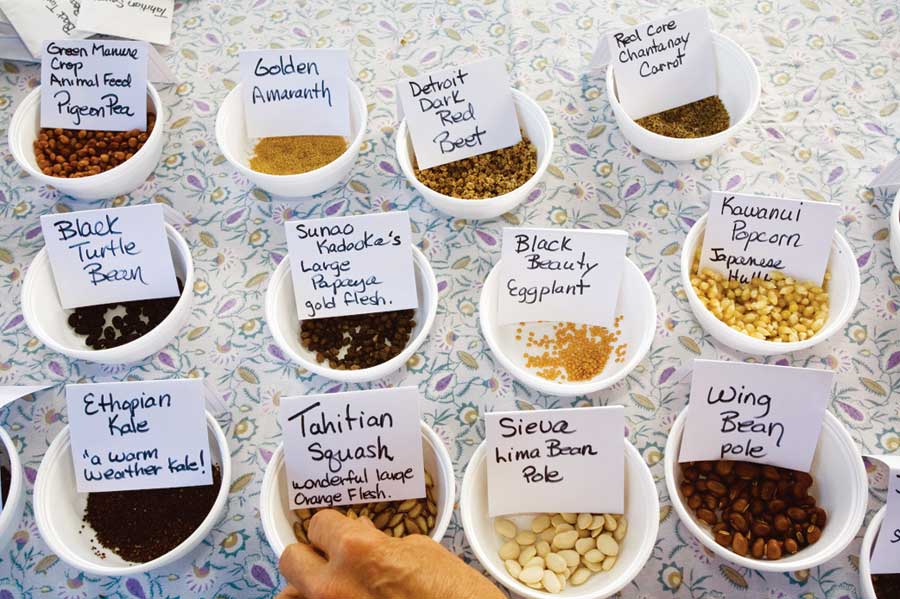 Tahitian
Green Manure
Crop
Animal Feed
Pigeon Pea
Golden
Amaranth
Detroit
Dark
Red
Beet
Red Core
Chantanay
Carrot
Black
Turtle
Bean
Sunao
Kadooka's
Large
Papaya
gold flesh.
Black
Beauty
Eggplant
Kawanui
Popcorn
Japanese
Hull
Ethopian
Kale
"a warm
weather Kale!
Tahitian
Squash
wonderful large
Orange Flesh.
Sieva
Lima Bean
Pole
Wing
Bean
pole